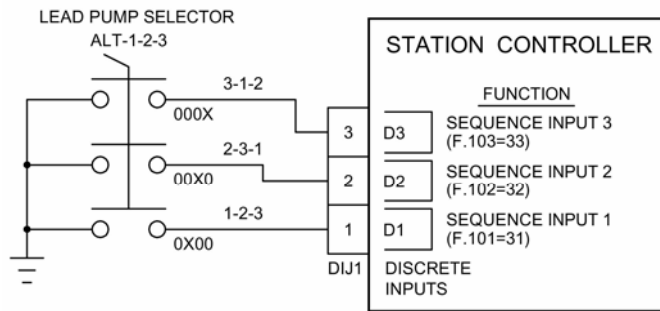 LEAD PUMP SELECTOR
ALT-1-2-3
STATION CONTROLLER
FUNCTION
3-1-2
000X
3
D3
SEQUENCE INPUT 3
(F.103=33)
2-3-1
00X0
2
D2
SEQUENCE INPUT 2
(F.102=32)
1-2-3
0X00
1
D1
SEQUENCE INPUT 1
(F.101=31)
DIJ1
DISCRETE
INPUTS